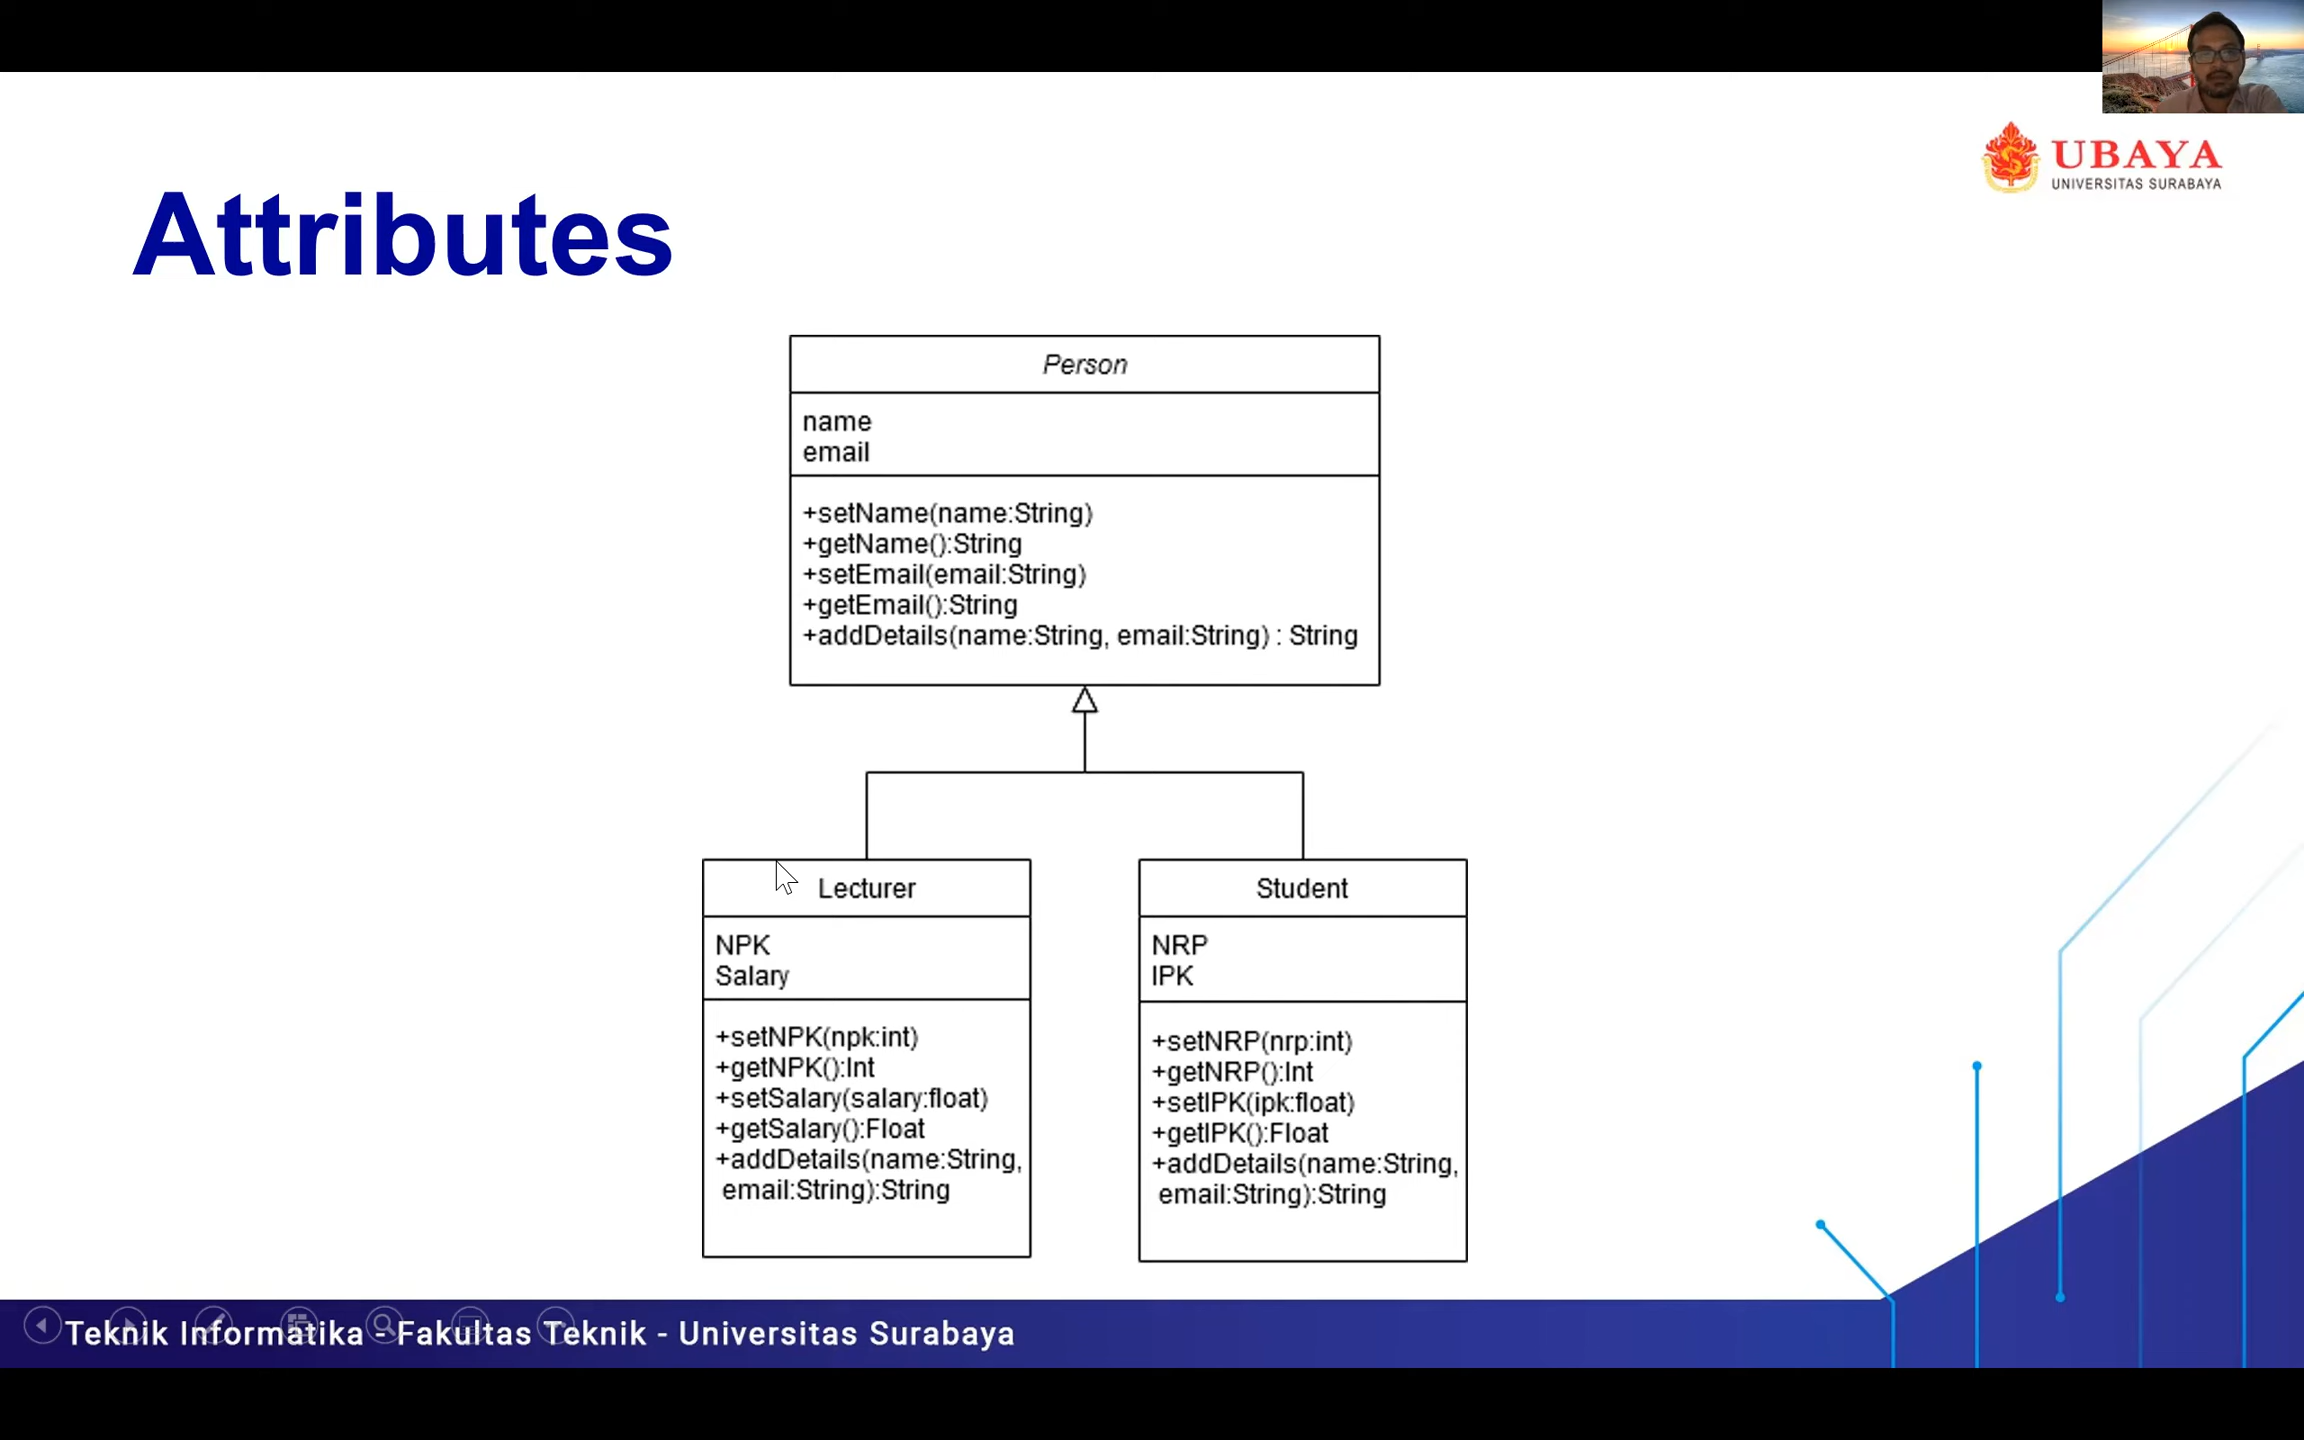 UBAYA
UNIVERSITAS SURABAYA
Attributes
Person
name
email
+setName(name:String)
+getName():String
+setEmail(email:String)
+getEmail():String
+addDetails(name:String, email:String) : String
Lecturer
NPK
Salary
+setNPK(npk:int)
+getNPK():Int
+setSalary(salary:float)
+getSalary():Float
+addDetails(name:String,
email:String):String
Student
NRP
IPK
+setNRP(nrp:int)
+getNRP():Int
+setIPK(ipk:float)
+getIPK():Float
+addDetails(name:String,
email:String):String
Teknik Informatika - Fakultas Teknik - Universitas Surabaya